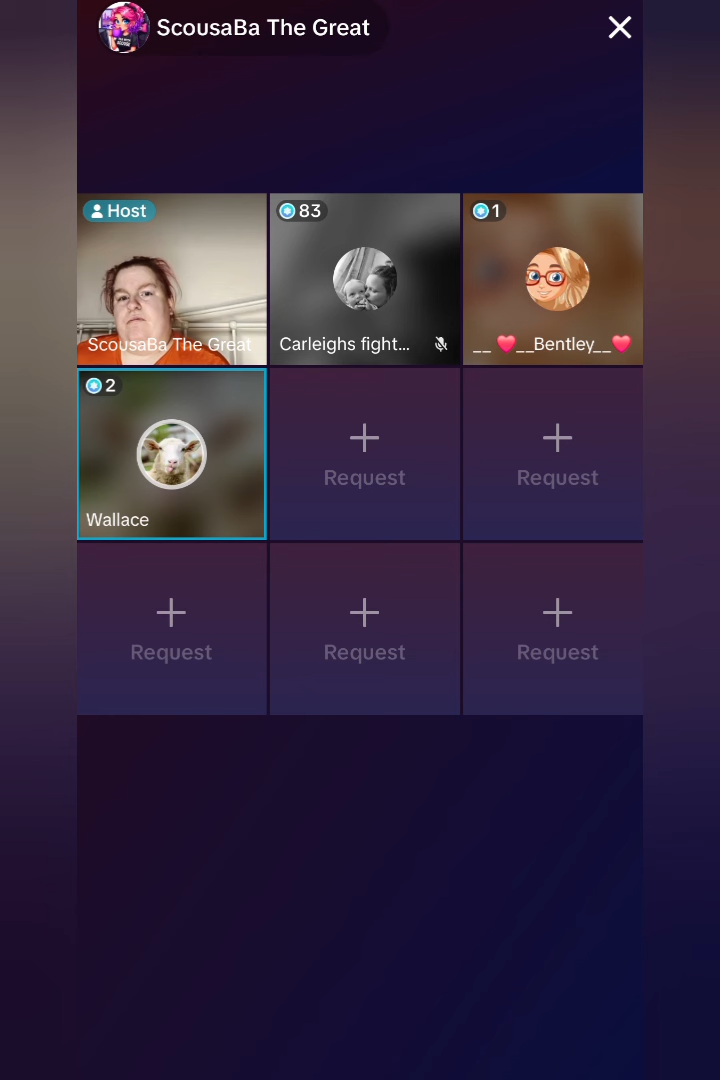 ScousaBa The Great
Host
83
1
ScousaBa The Great
Carleighs fight...
__ ❤️__Bentley__❤️
2
Wallace
Request
Request
Request
Request
Request